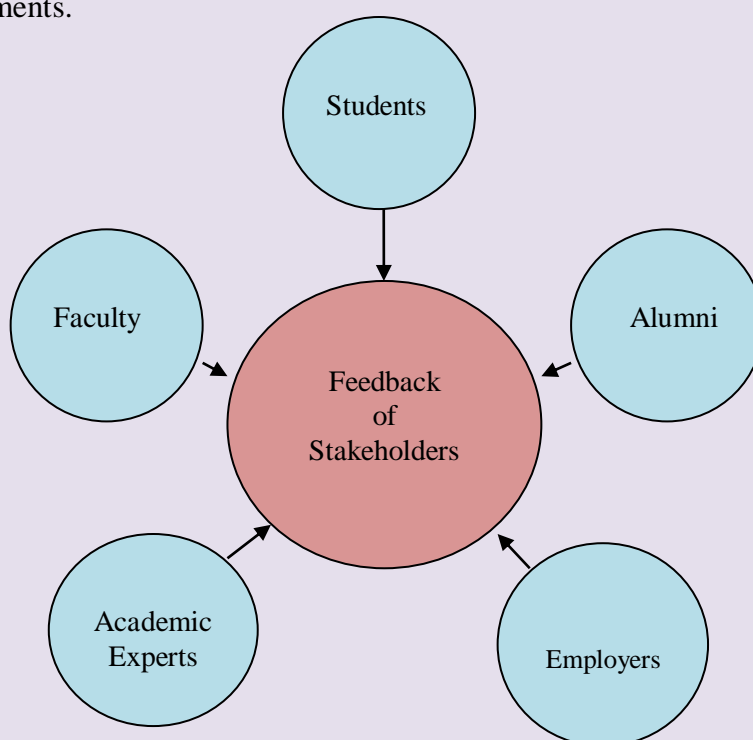 ments.
Students
Faculty
Alumni
Feedback
of
Stakeholders
Academic
Experts
Employers